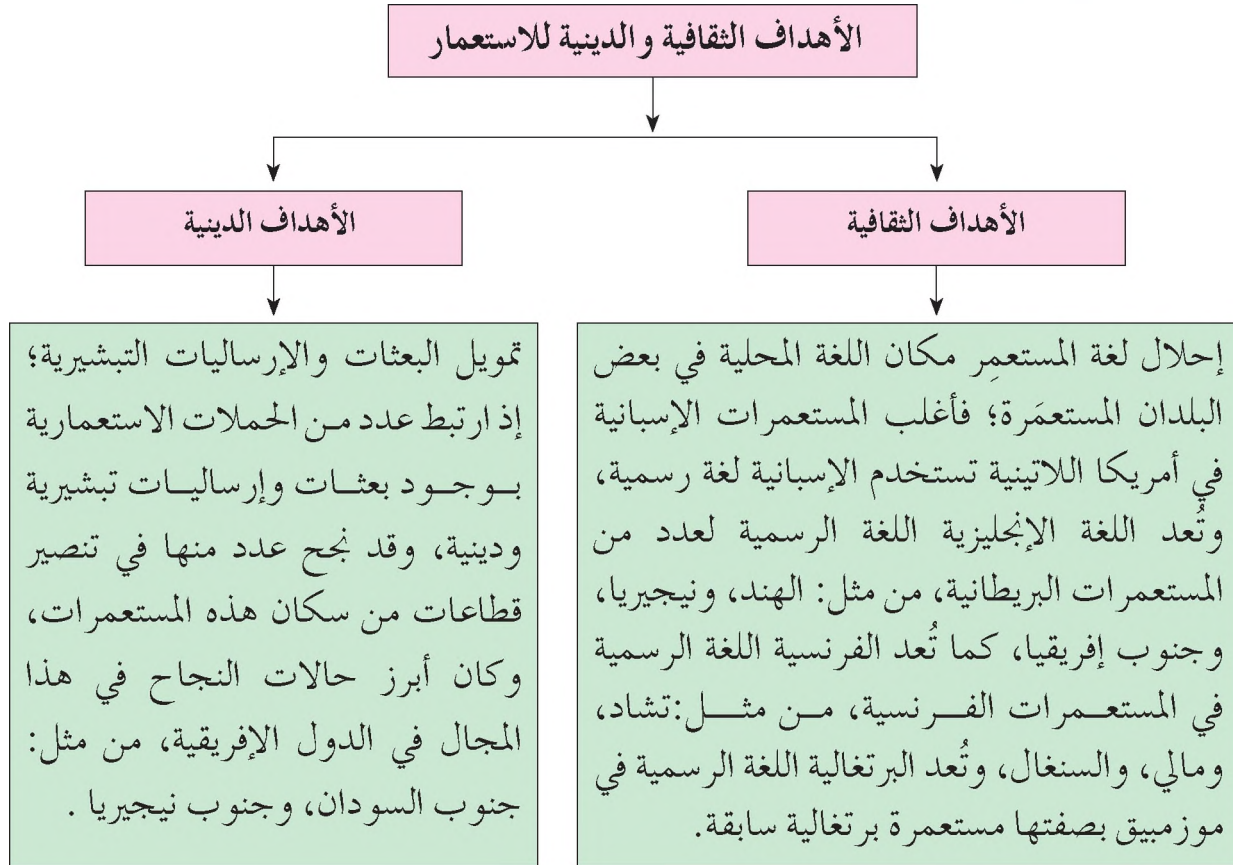 الأهداف الثقافية والدينية للاستعمار
الأهداف الثقافية
إحلال لغة المستعمِر مكان اللغة المحلية في بعض
البلدان المستعمَرة؛ فأغلب المستعمرات الإسبانية
في أمريكا اللاتينية تستخدم الإسبانية لغة رسمية،
وتُعد اللغة الإنجليزية اللغة الرسمية لعدد من
المستعمرات البريطانية، من مثل: الهند، ونيجيريا،
وجنوب إفريقيا، كما تُعد الفرنسية اللغة الرسمية
في المستعمرات الفرنسية، من مثل:تشاد،
ومالي، والسنغال، وتُعد البرتغالية اللغة الرسمية في
موزمبيق بصفتها مستعمرة برتغالية سابقة.
الأهداف الدينية
تمويل البعثات والإرساليات التبشيرية؛
إذ ارتبط عدد من الحملات الاستعمارية
بوجود بعثات وإرساليات تبشيرية
ودينية، وقد نجح عدد منها في تنصير
قطاعات من سكان هذه المستعمرات،
وكان أبرز حالات النجاح في هذا
المجال في الدول الإفريقية، من مثل:
جنوب السودان، وجنوب نيجيريا .